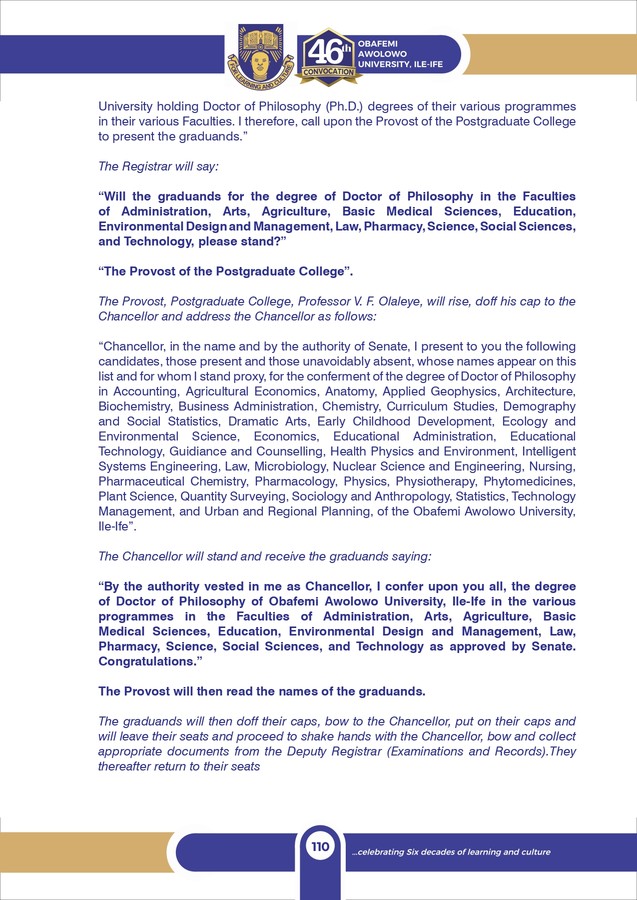 FOR LEARNING AND CULTURE
46th
CONVOCATION
OBAFEMI
AWOLOWO
UNIVERSITY, ILE-IFE
University holding Doctor of Philosophy (Ph.D.) degrees of their various programmes
in their various Faculties. I therefore, call upon the Provost of the Postgraduate College
to present the graduands.”
The Registrar will say:
“Will the graduands for the degree of Doctor of Philosophy in the Faculties
of Administration, Arts, Agriculture, Basic Medical Sciences, Education,
Environmental Design and Management, Law, Pharmacy, Science, Social Sciences,
and Technology, please stand?”
“The Provost of the Postgraduate College”.
The Provost, Postgraduate College, Professor V. F. Olaleye, will rise, doff his cap to the
Chancellor and address the Chancellor as follows:
“Chancellor, in the name and by the authority of Senate, I present to you the following
candidates, those present and those unavoidably absent, whose names appear on this
list and for whom I stand proxy, for the conferment of the degree of Doctor of Philosophy
in Accounting, Agricultural Economics, Anatomy, Applied Geophysics, Architecture,
Biochemistry, Business Administration, Chemistry, Curriculum Studies, Demography
and Social Statistics, Dramatic Arts, Early Childhood Development, Ecology and
Environmental Science, Economics, Educational Administration, Educational
Technology, Guidance and Counselling, Health Physics and Environment, Intelligent
Systems Engineering, Law, Microbiology, Nuclear Science and Engineering, Nursing,
Pharmaceutical Chemistry, Pharmacology, Physics, Physiotherapy, Phytomedicines,
Plant Science, Quantity Surveying, Sociology and Anthropology, Statistics, Technology
Management, and Urban and Regional Planning, of the Obafemi Awolowo University,
Ile-Ife”.
The Chancellor will stand and receive the graduands saying:
“By the authority vested in me as Chancellor, I confer upon you all, the degree
of Doctor of Philosophy of Obafemi Awolowo University, Ile-Ife in the various
programmes in the Faculties of Administration, Arts, Agriculture, Basic
Medical Sciences, Education, Environmental Design and Management, Law,
Pharmacy, Science, Social Sciences, and Technology as approved by Senate.
Congratulations.”
The Provost will then read the names of the graduands.
The graduands will then doff their caps, bow to the Chancellor, put on their caps and
will leave their seats and proceed to shake hands with the Chancellor, bow and collect
appropriate documents from the Deputy Registrar (Examinations and Records).They
thereafter return to their seats
110
...celebrating Six decades of learning and culture